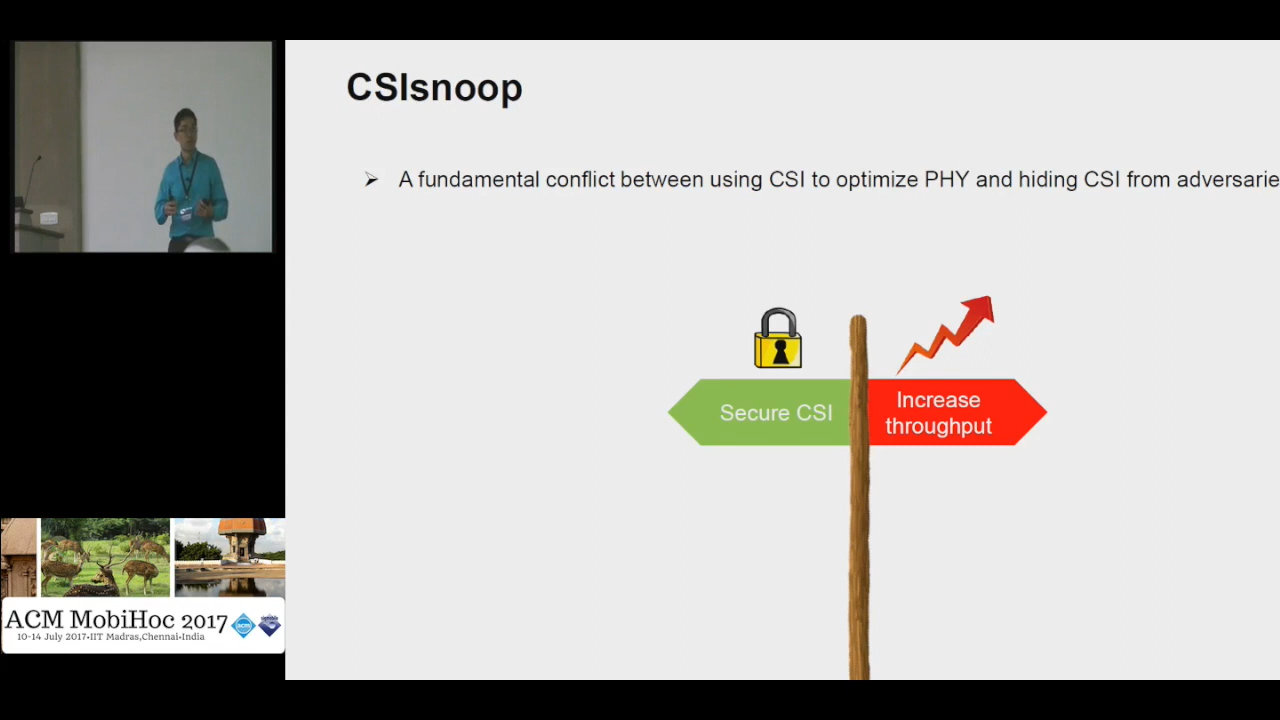 CSIsnoop
A fundamental conflict between using CSI to optimize PHY and hiding CSI from adversarie
Secure CSI
Increase
throughput
ACM MobiHoc 2017
10-14 July 2017•IIT Madras,Chennai•India
acm